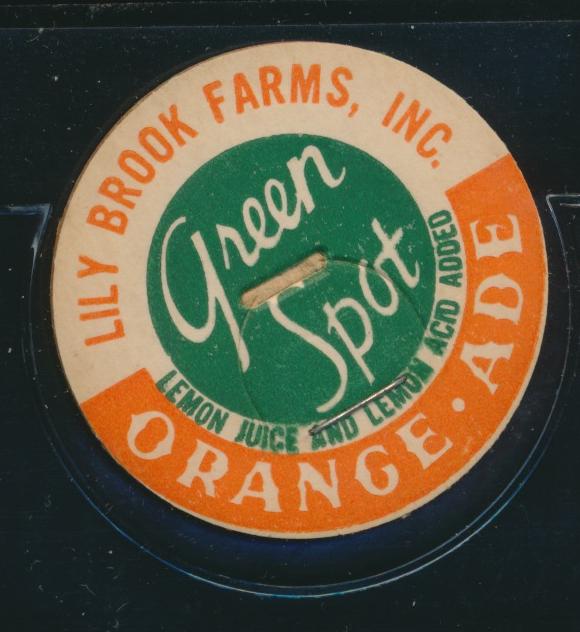 LILY BROOK FARMS, INC.
Green
Spot
LEMON JUICE AND LEMON ACID ADDED
ORANGE·ADE